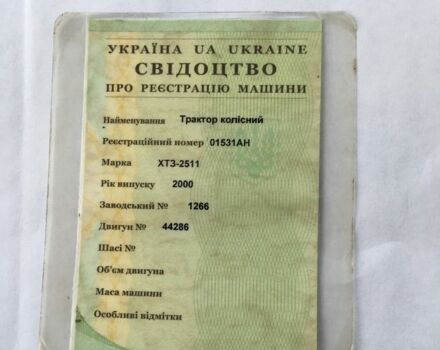 УКРАЇНА UA UKRAINE
СВІДОЦТВО
ПРО РЕЄСТРАЦІЮ МАШИНИ
Найменування Трактор колісний
Реєстраційний номер 01531АН
Марка ХТЗ-2511
Рік випуску 2000
Заводський № 1266
Двигун № 44286
Шасі №
Об'єм двигуна
Маса машини
Особливі відмітки